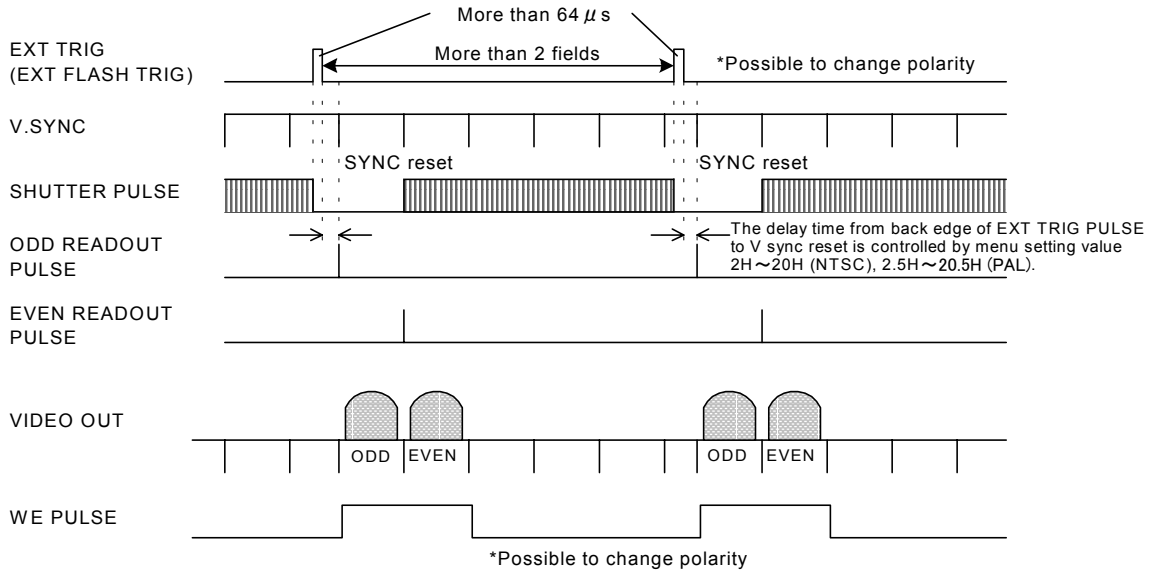 More than 64 μ s
EXT TRIG
(EXT FLASH TRIG)
More than 2 fields
*Possible to change polarity
V.SYNC
SYNC reset
SYNC reset
SHUTTER PULSE
The delay time from back edge of EXT TRIG PULSE
to V sync reset is controlled by menu setting value
2H～20H (NTSC), 2.5H～20.5H (PAL).
ODD READOUT
PULSE
EVEN READOUT
PULSE
VIDEO OUT
ODD
EVEN
ODD
EVEN
WE PULSE
*Possible to change polarity